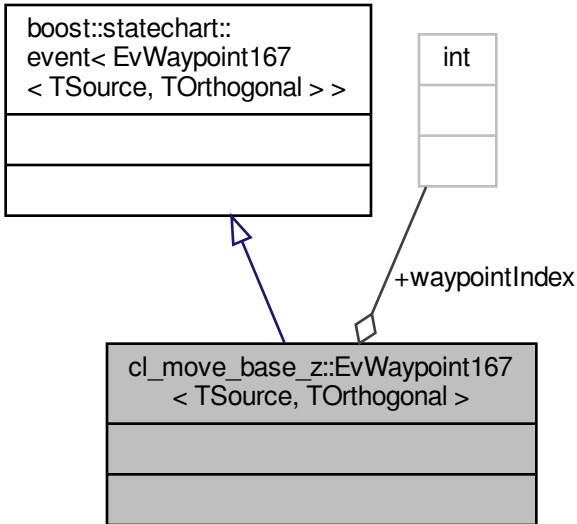 boost::statechart::
event< EvWaypoint167
< TSource, TOrthogonal > >
int
+waypointIndex
cl_move_base_z::EvWaypoint167
< TSource, TOrthogonal >